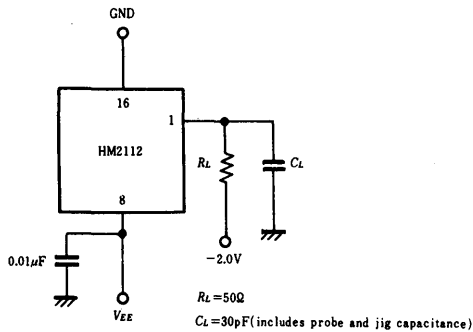 GND
16
1
HM2112
RL
CL
8
0.01μF
-2.0V
VEE
RL=50Ω
CL=30pF(includes probe and jig capacitance)